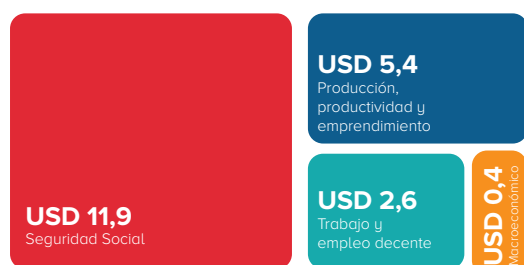 USD 11,9
Seguridad Social
USD 5,4
Producción,
productividad y
emprendimiento
USD 2,6
Trabajo y
empleo decente
USD 0,4
Macroeconómico